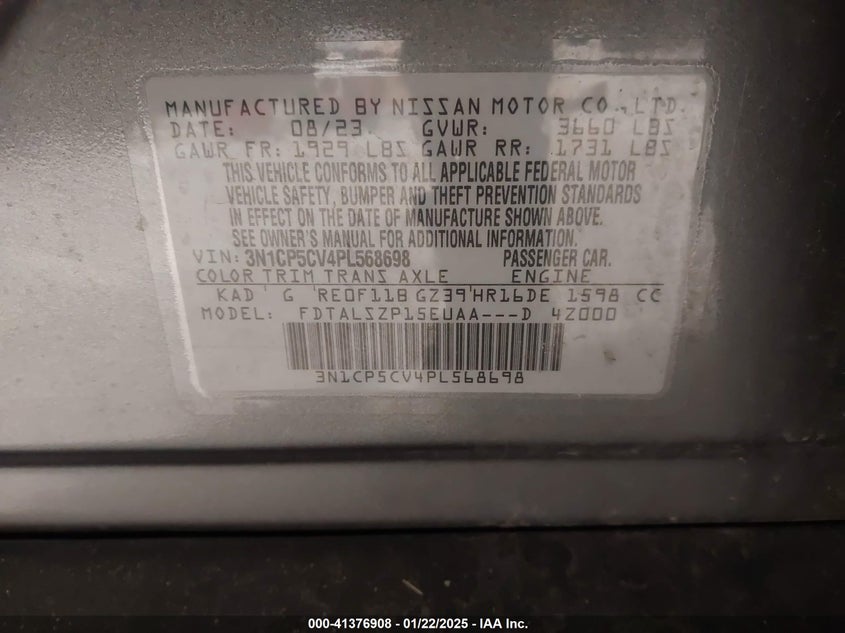 MANUFACTURED BY NISSAN MOTOR CO., LTD.
DATE: 08/23 GVWR: 3660 LBS
GAWR FR: 1929 LBS GAWR RR: 1731 LBS
THIS VEHICLE CONFORMS TO ALL APPLICABLE FEDERAL MOTOR
VEHICLE SAFETY, BUMPER AND THEFT PREVENTION STANDARDS
IN EFFECT ON THE DATE OF MANUFACTURE SHOWN ABOVE.
SEE OWNER'S MANUAL FOR ADDITIONAL INFORMATION.
VIN: 3N1CP5CV4PL568698 PASSENGER CAR.
COLOR TRIM TRANS AXLE ENGINE
KAD G RE0F11B GZ39 HR16DE 1598 CC
MODEL: FDTALSZP15EUAA---D 4Z000
3N1CP5CV4PL568698
000-41376908 - 01/22/2025 - IAA Inc.